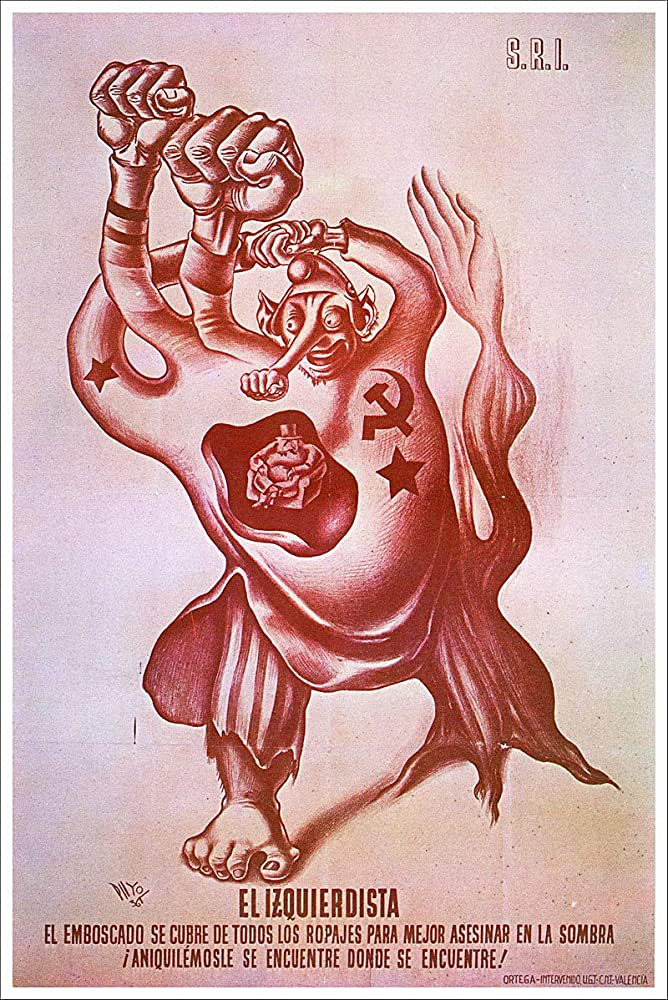 S.R.I.
EL IZQUIERDISTA
EL EMBOSCADO SE CUBRE DE TODOS LOS ROPAJES PARA MEJOR ASESINAR EN LA SOMBRA
¡ANIQUILÉMOSLE SE ENCUENTRE DONDE SE ENCUENTRE!
ORTEGA-INTERVENIDO, U.G.T-C.N.T-VALENCIA